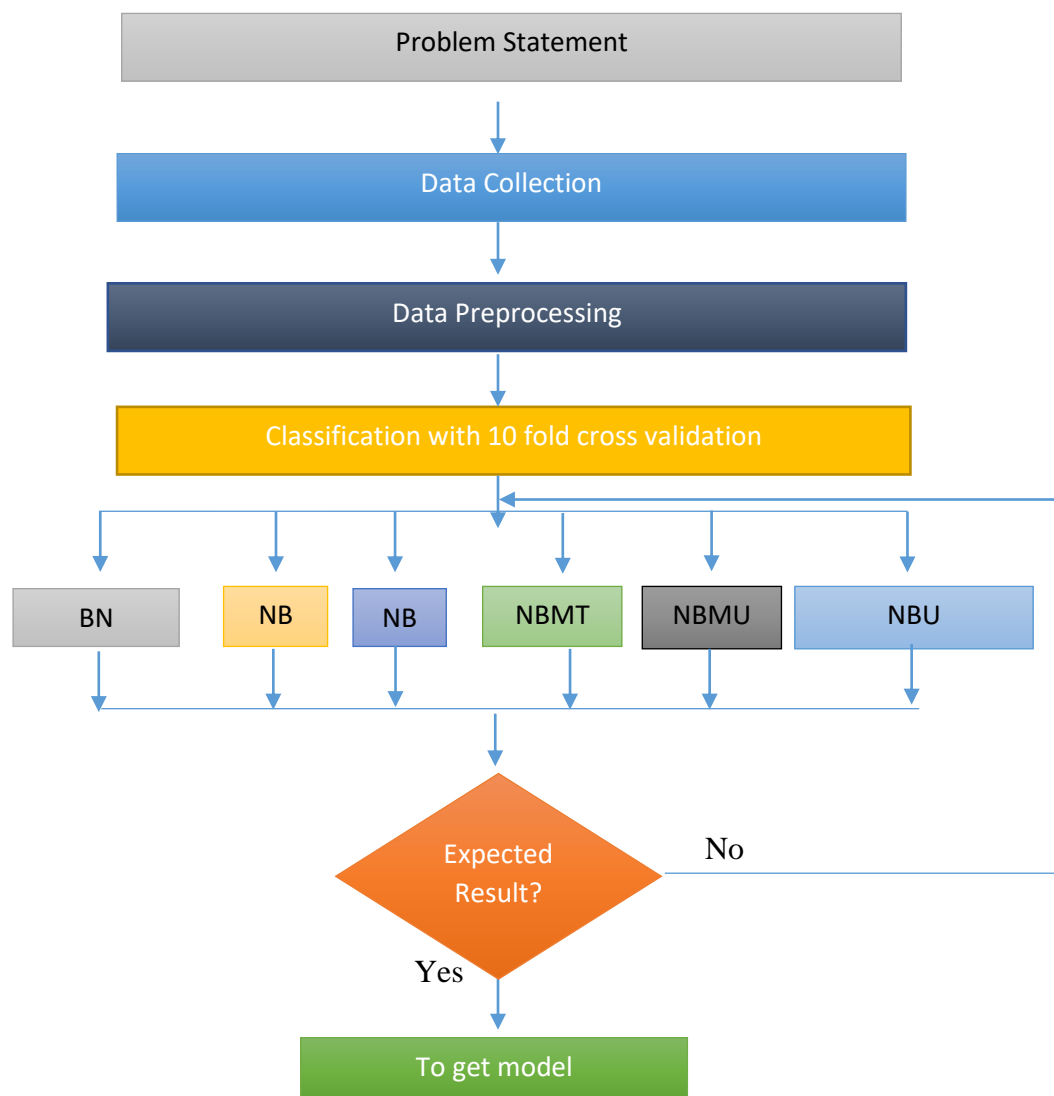 Problem Statement
Data Collection
Data Preprocessing
Classification with 10 fold cross validation
BN
NB
NB
NBMT
NBMU
NBU
Expected
Result?
No
Yes
To get model